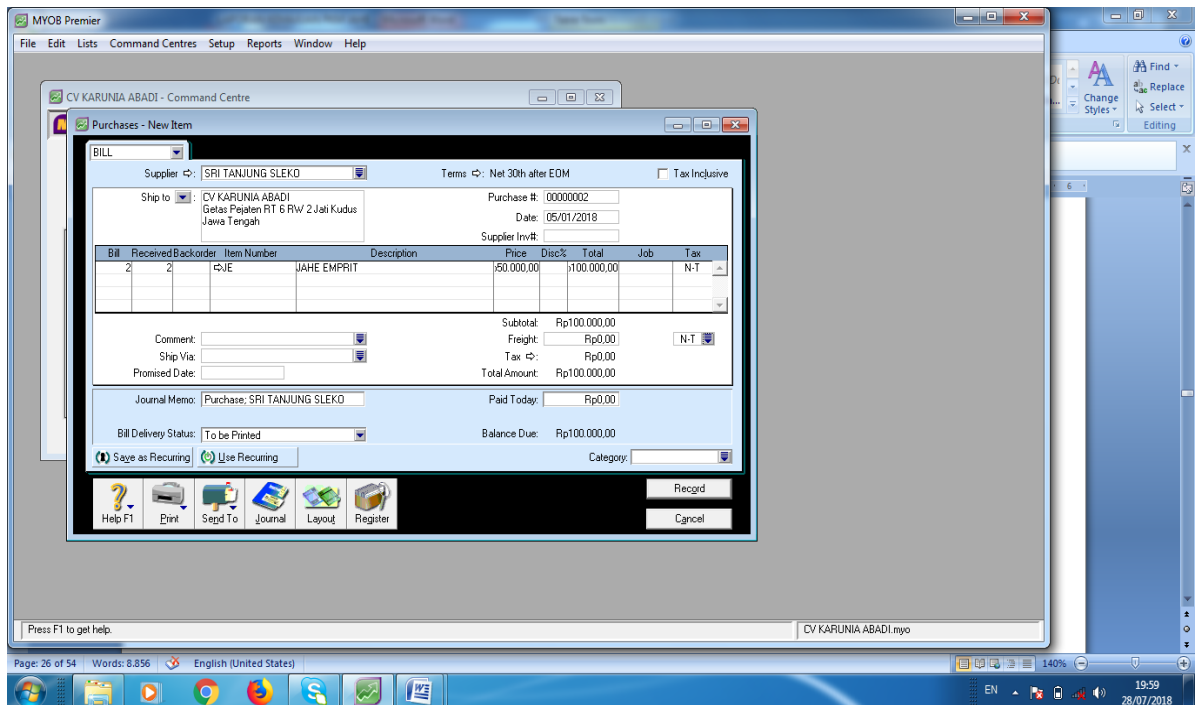 MYOB Premier
File Edit Lists Command Centres Setup Reports Window Help
CV KARUNIA ABADI - Command Centre
Purchases - New Item
BILL
Supplier ⇨: SRI TANJUNG SLEKO
Terms ⇨: Net 30th after EOM
Tax Inclusive
Ship to : CV KARUNIA ABADI
Getas Pejaten RT 6 RW 2 Jati Kudus
Jawa Tengah
Purchase #: 00000002
Date: 05/01/2018
Supplier Inv#:
Bill Received Backorder Item Number Description Price Disc% Total Job Tax
2 2 ⇨JE JAHE EMPRIT 50.000,00 100.000,00 N-T
Subtotal: Rp100.000,00
Comment: Freight: Rp0,00 N-T
Ship Via: Tax ⇨: Rp0,00
Promised Date: Total Amount: Rp100.000,00
Journal Memo: Purchase; SRI TANJUNG SLEKO Paid Today: Rp0,00
Bill Delivery Status: To be Printed Balance Due: Rp100.000,00
Save as Recurring Use Recurring Category:
Help F1 Print Send To Journal Layout Register
Record
Cancel
Press F1 to get help. CV KARUNIA ABADI.myo
Change Styles
Find
Replace
Select
Editing
6
Page: 26 of 54 Words: 8.856 English (United States) 140%
EN 19:59
28/07/2018